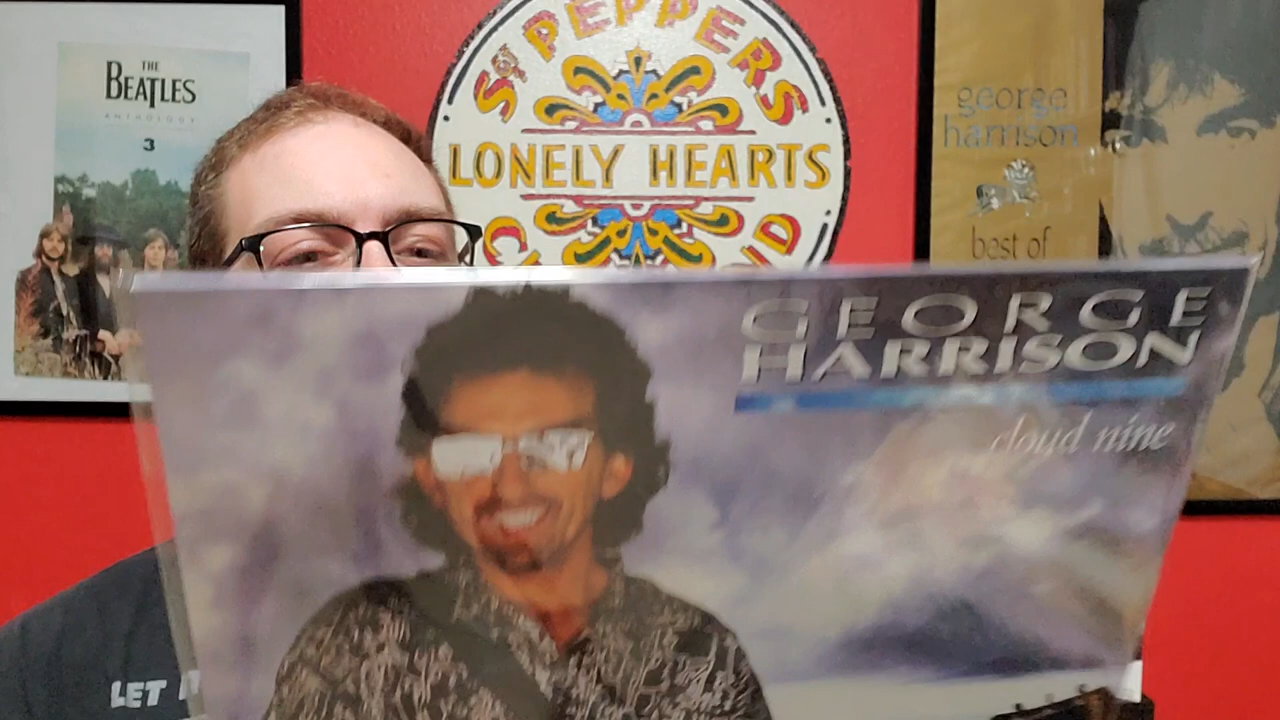 THE
BEATLES
ANTHOLOGY
3
SGT PEPPERS
LONELY HEARTS
george
harrison
best of
GEORGE
HARRISON
cloud nine
LET